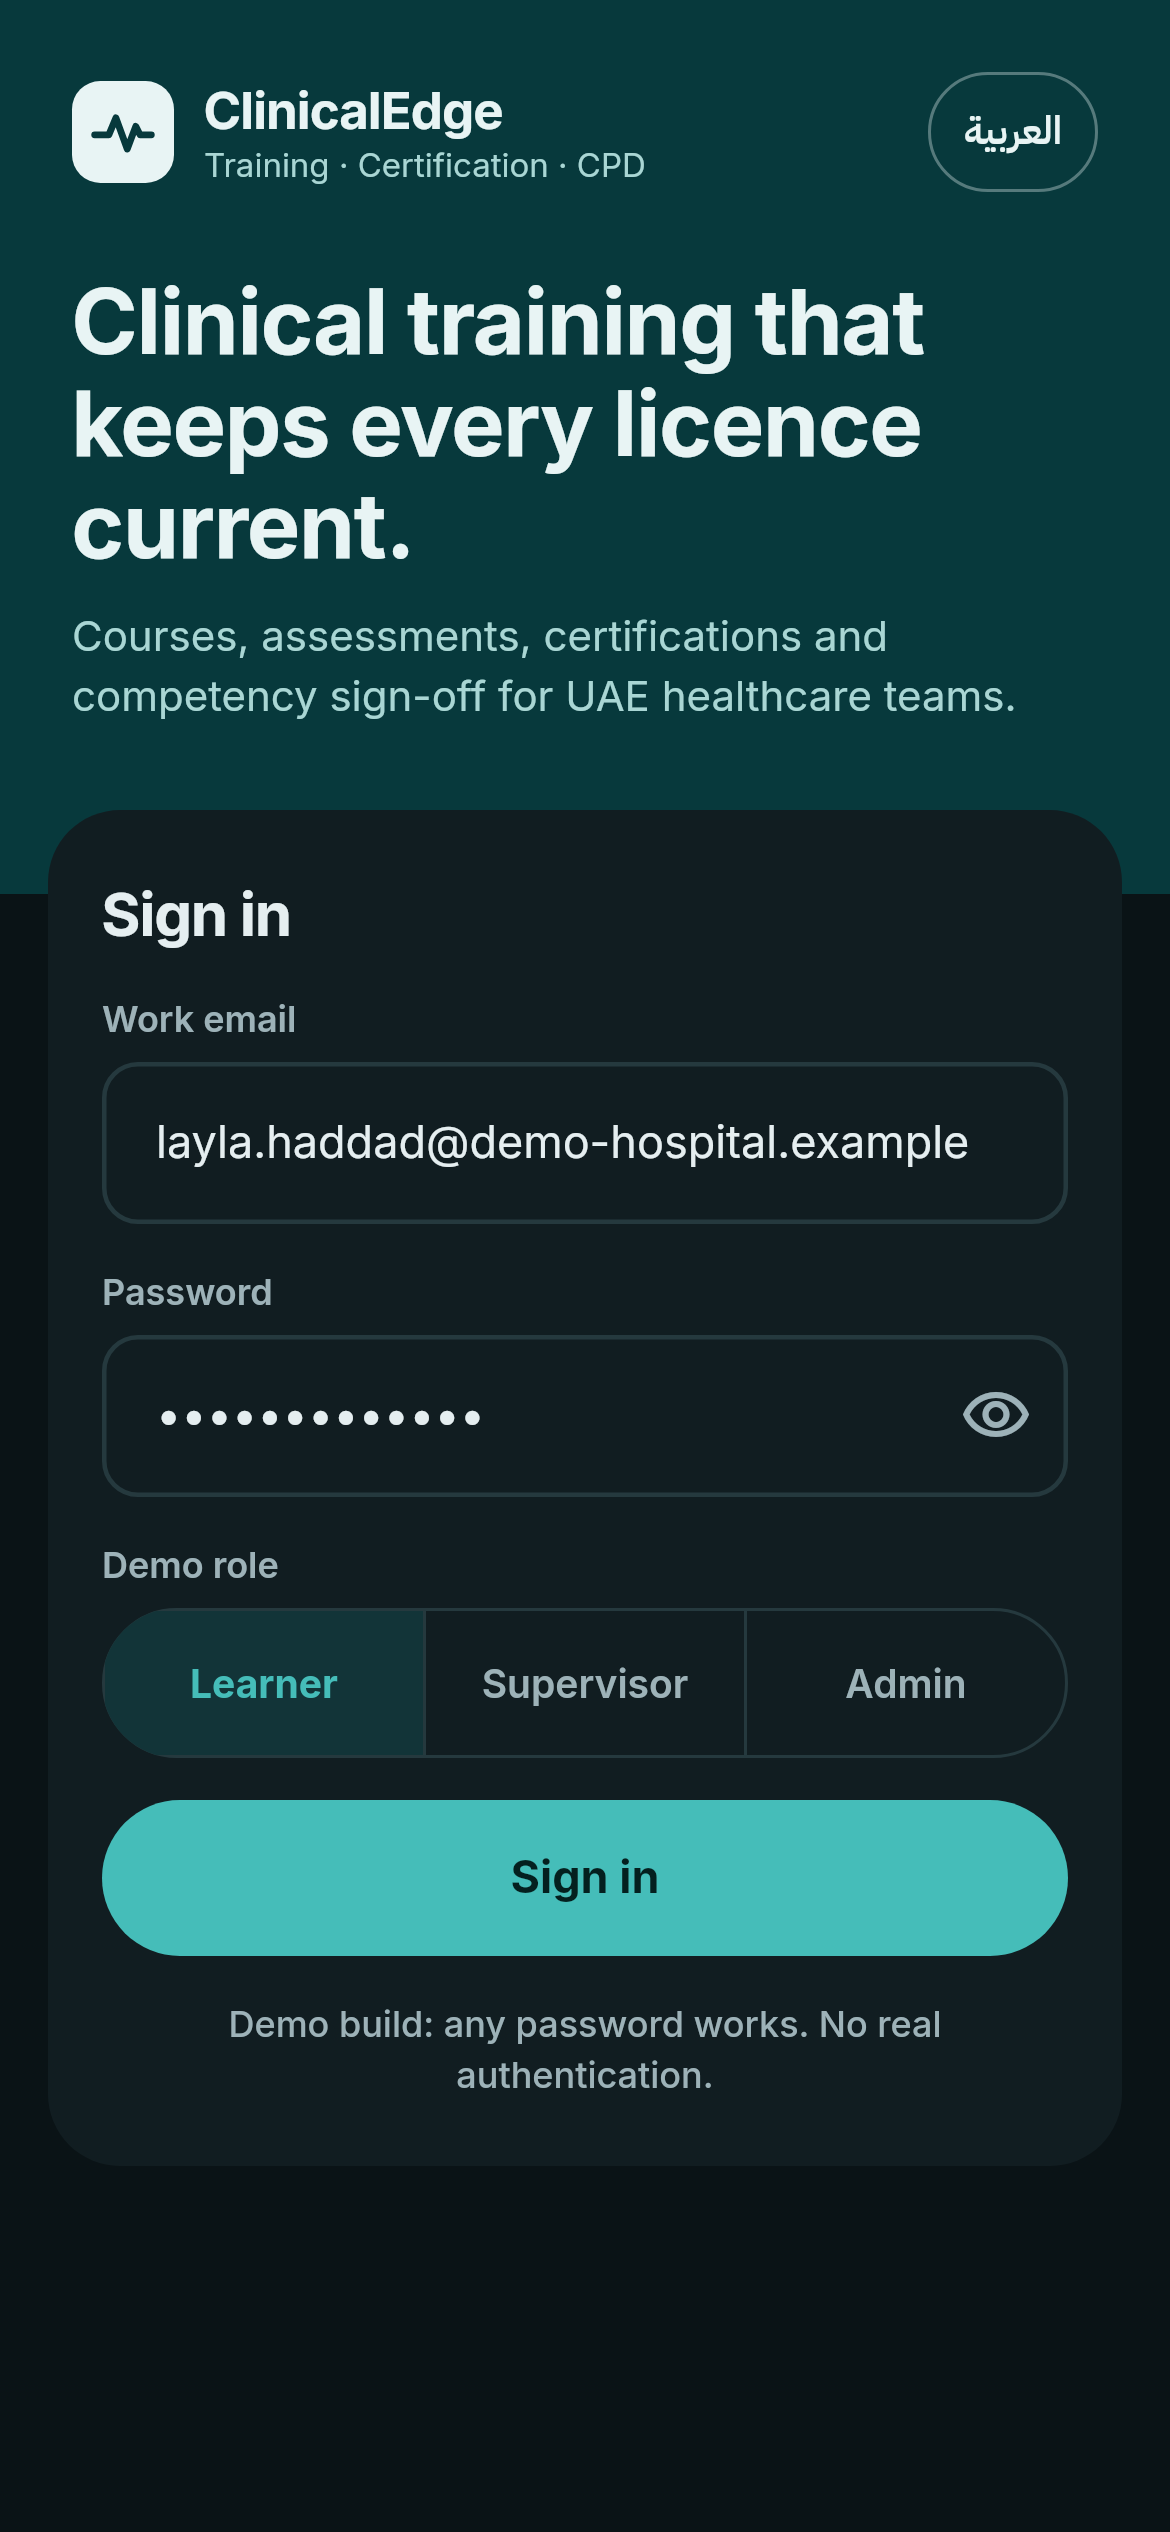 ClinicalEdge
Training · Certification · CPD
العربية
Clinical training that
keeps every licence
current.
Courses, assessments, certifications and
competency sign-off for UAE healthcare teams.
Sign in
Work email
layla.haddad@demo-hospital.example
Password
•••••••••••••
Demo role
Learner
Supervisor
Admin
Sign in
Demo build: any password works. No real
authentication.